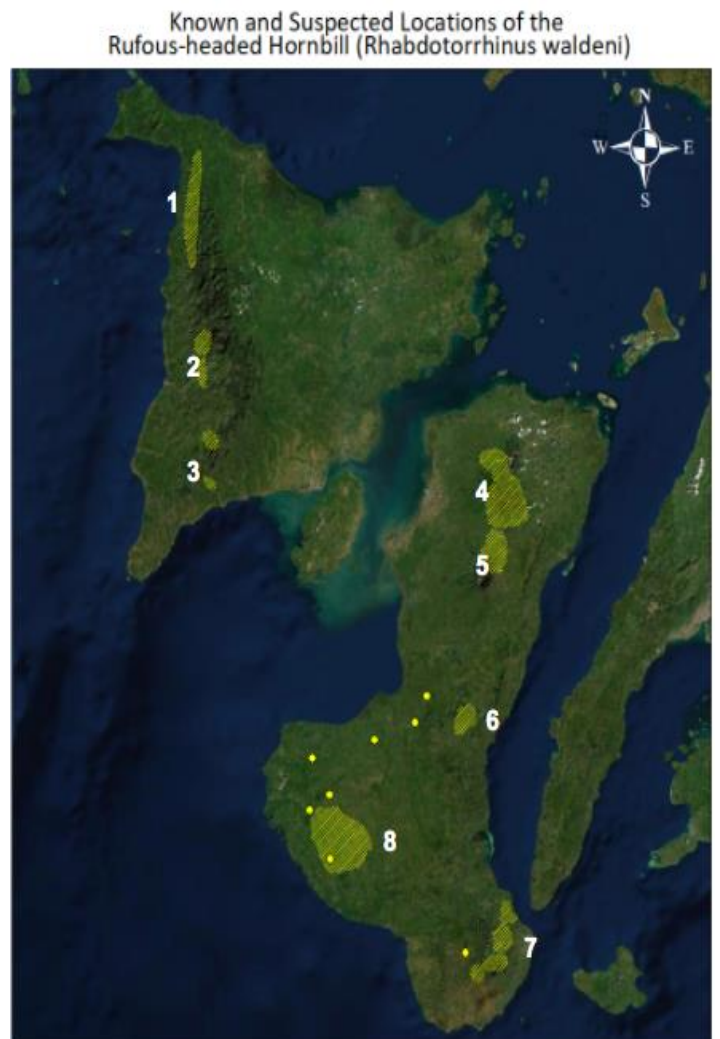 Known and Suspected Locations of the
Rufous-headed Hornbill (Rhabdotorrhinus waldeni)
N
W E
S
1
2
3
4
5
6
8
7